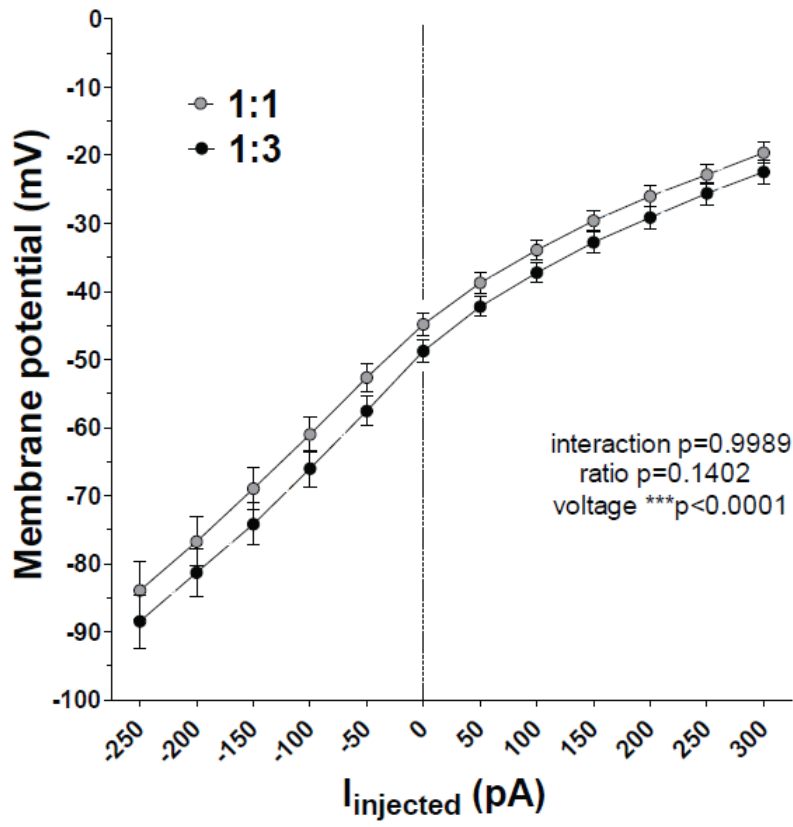 0
-10
-20
-30
-40
-50
-60
-70
-80
-90
-100
Membrane potential (mV)
1:1
1:3
interaction p=0.9989
ratio p=0.1402
voltage ***p<0.0001
-250 -200 -150 -100 -50 0 50 100 150 200 250 300
Iinjected (pA)